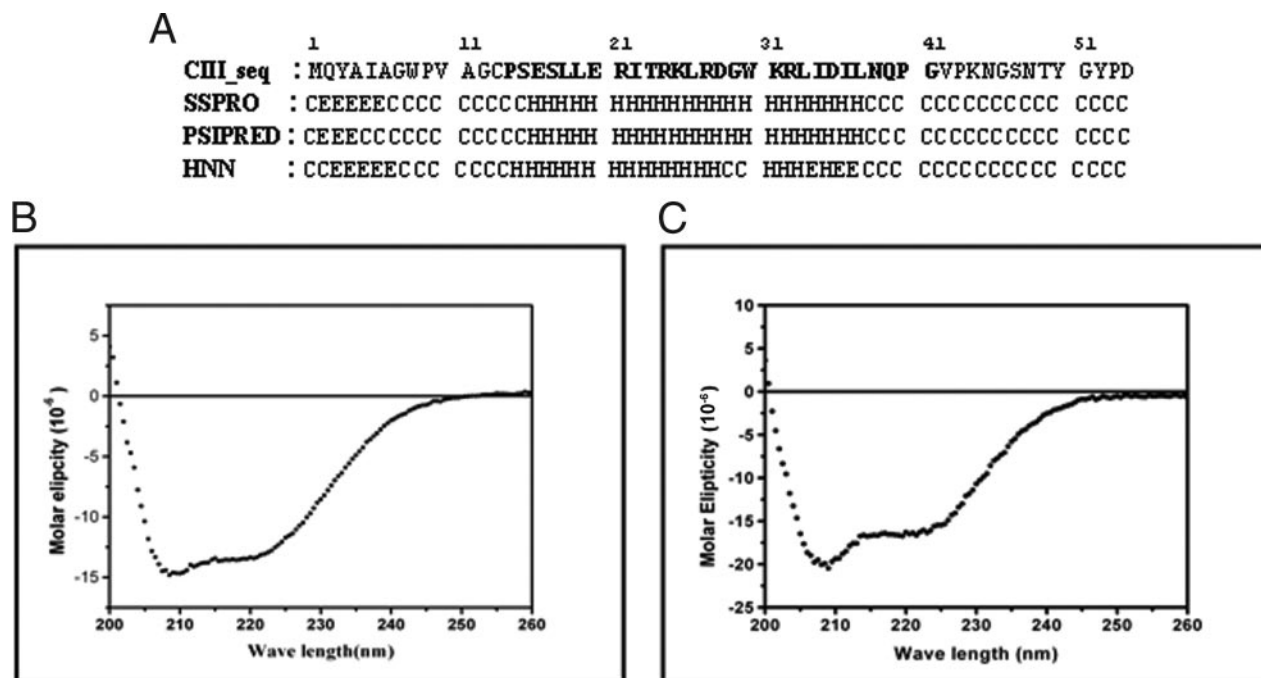 A
1 11 21 31 41 51
CIII_seq : MQYAIAGWPV AGCPSESLLE RITRKLRDGW KRLIDILNQP GVPKNGSNTY GYPD
SSPRO : CEEEEECCCC CCCCCHHHHH HHHHHHHHHH HHHHHHHCCC CCCCCCCCCC CCCC
PSIPRED : CEEECCCCCC CCCCCHHHHH HHHHHHHHHH HHHHHHHCCC CCCCCCCCCC CCCC
HNN : CCEEEEECCC CCCCHHHHHH HHHHHHHHCC HHHEHEECCC CCCCCCCCCC CCCC
B
Molar elipcity (10⁻⁶)
5
0
-5
-10
-15
200 210 220 230 240 250 260
Wave length(nm)
C
Molar Elipticity (10⁻⁶)
10
5
0
-5
-10
-15
-20
-25
200 210 220 230 240 250 260
Wave length (nm)